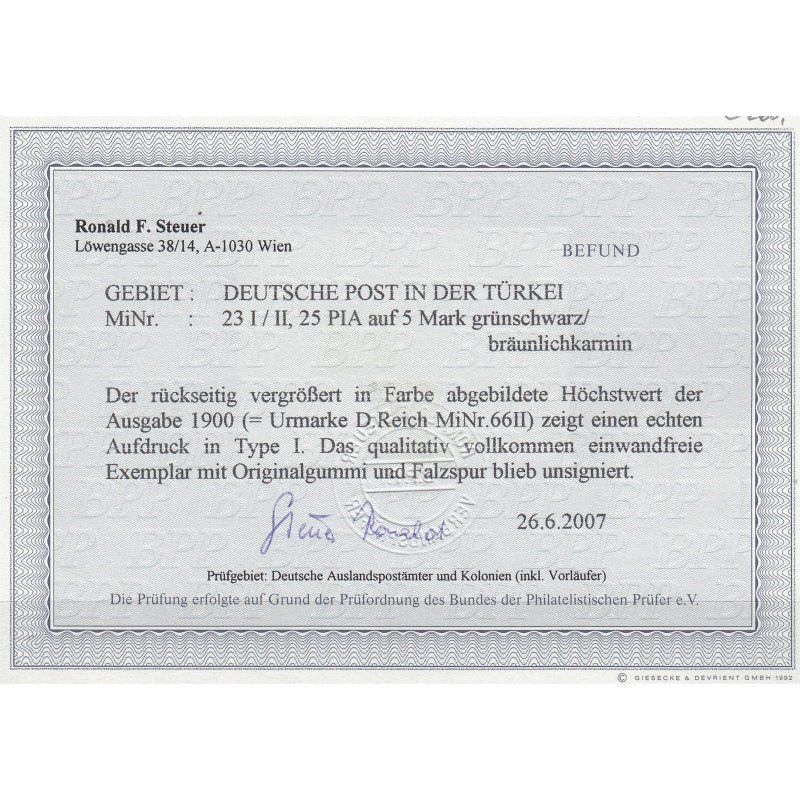 Ronald F. Steuer
Löwengasse 38/14, A-1030 Wien
BEFUND
GEBIET : DEUTSCHE POST IN DER TÜRKEI
MiNr. : 23 I / II, 25 PIA auf 5 Mark grünschwarz/
bräunlichkarmin
Der rückseitig vergrößert in Farbe abgebildete Höchstwert der
Ausgabe 1900 (= Urmarke D.Reich MiNr.66II) zeigt einen echten
Aufdruck in Type I. Das qualitativ vollkommen einwandfreie
Exemplar mit Originalgummi und Falzspur blieb unsigniert.
Steuer Ronald
26.6.2007
Prüfgebiet: Deutsche Auslandspostämter und Kolonien (inkl. Vorläufer)
Die Prüfung erfolgte auf Grund der Prüfordnung des Bundes der Philatelistischen Prüfer e.V.
© GIESECKE & DEVRIENT GMBH 1992